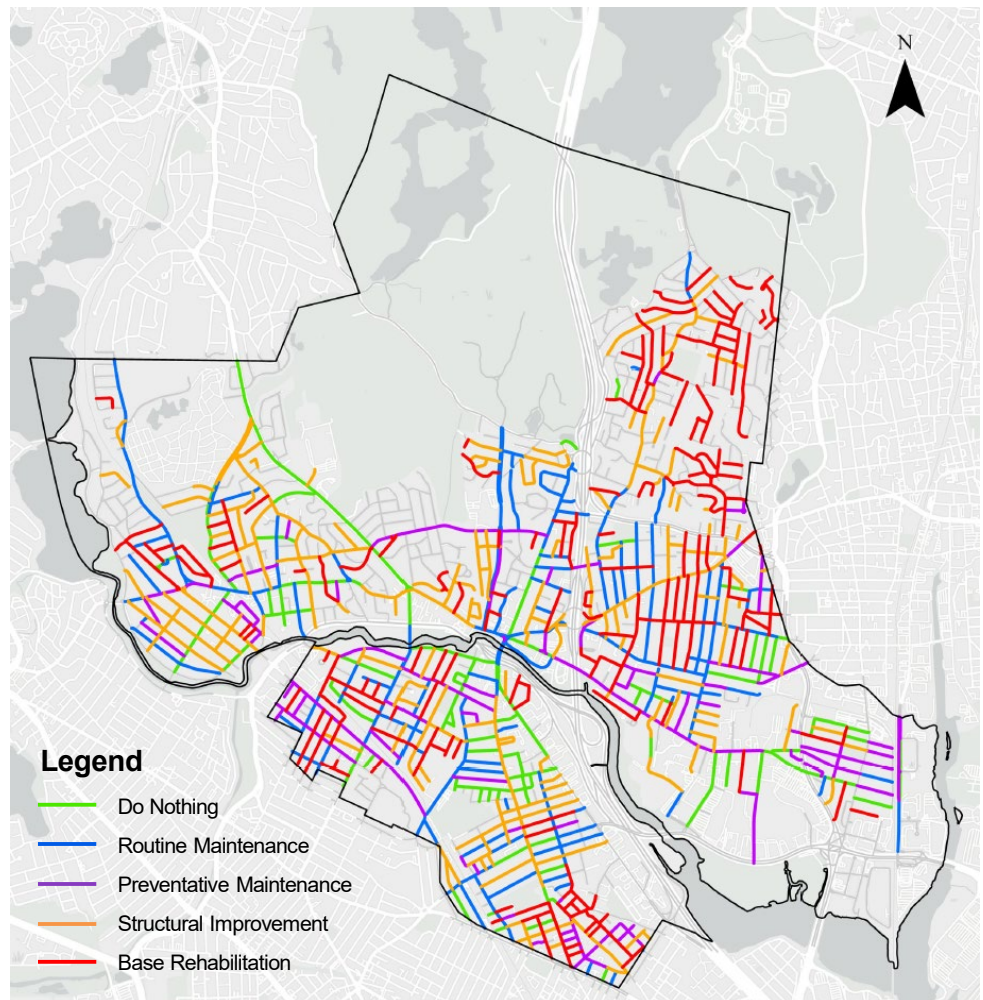 N
Legend
Do Nothing
Routine Maintenance
Preventative Maintenance
Structural Improvement
Base Rehabilitation